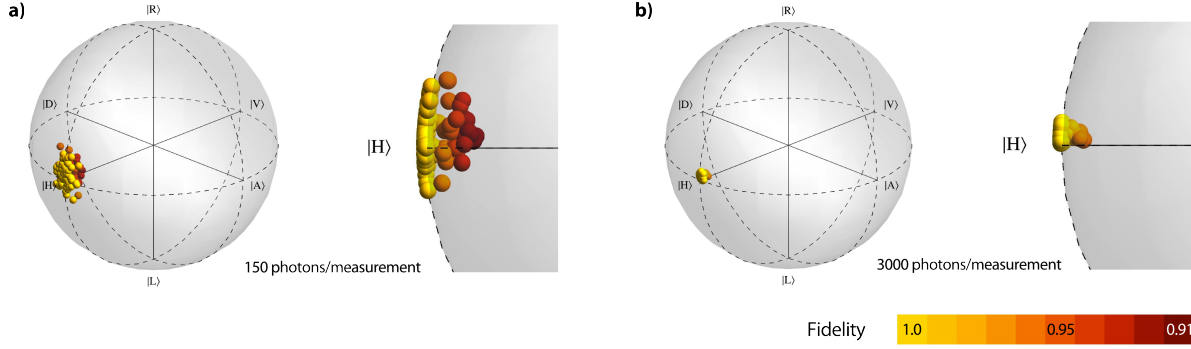 a)
|R⟩
|D⟩
|V⟩
|H⟩
|A⟩
|L⟩
150 photons/measurement
|H⟩
b)
|R⟩
|D⟩
|V⟩
|H⟩
|A⟩
|L⟩
3000 photons/measurement
|H⟩
Fidelity 1.0 0.95 0.91